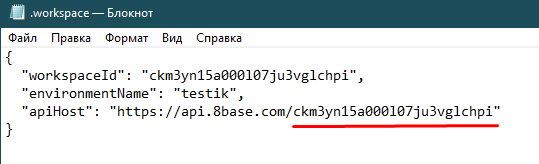 .workspace — Блокнот
Файл Правка Формат Вид Справка
{
"workspaceId": "ckm3yn15a000l07ju3vglchpi",
"environmentName": "testik",
"apiHost": "https://api.8base.com/ckm3yn15a000l07ju3vglchpi"
}